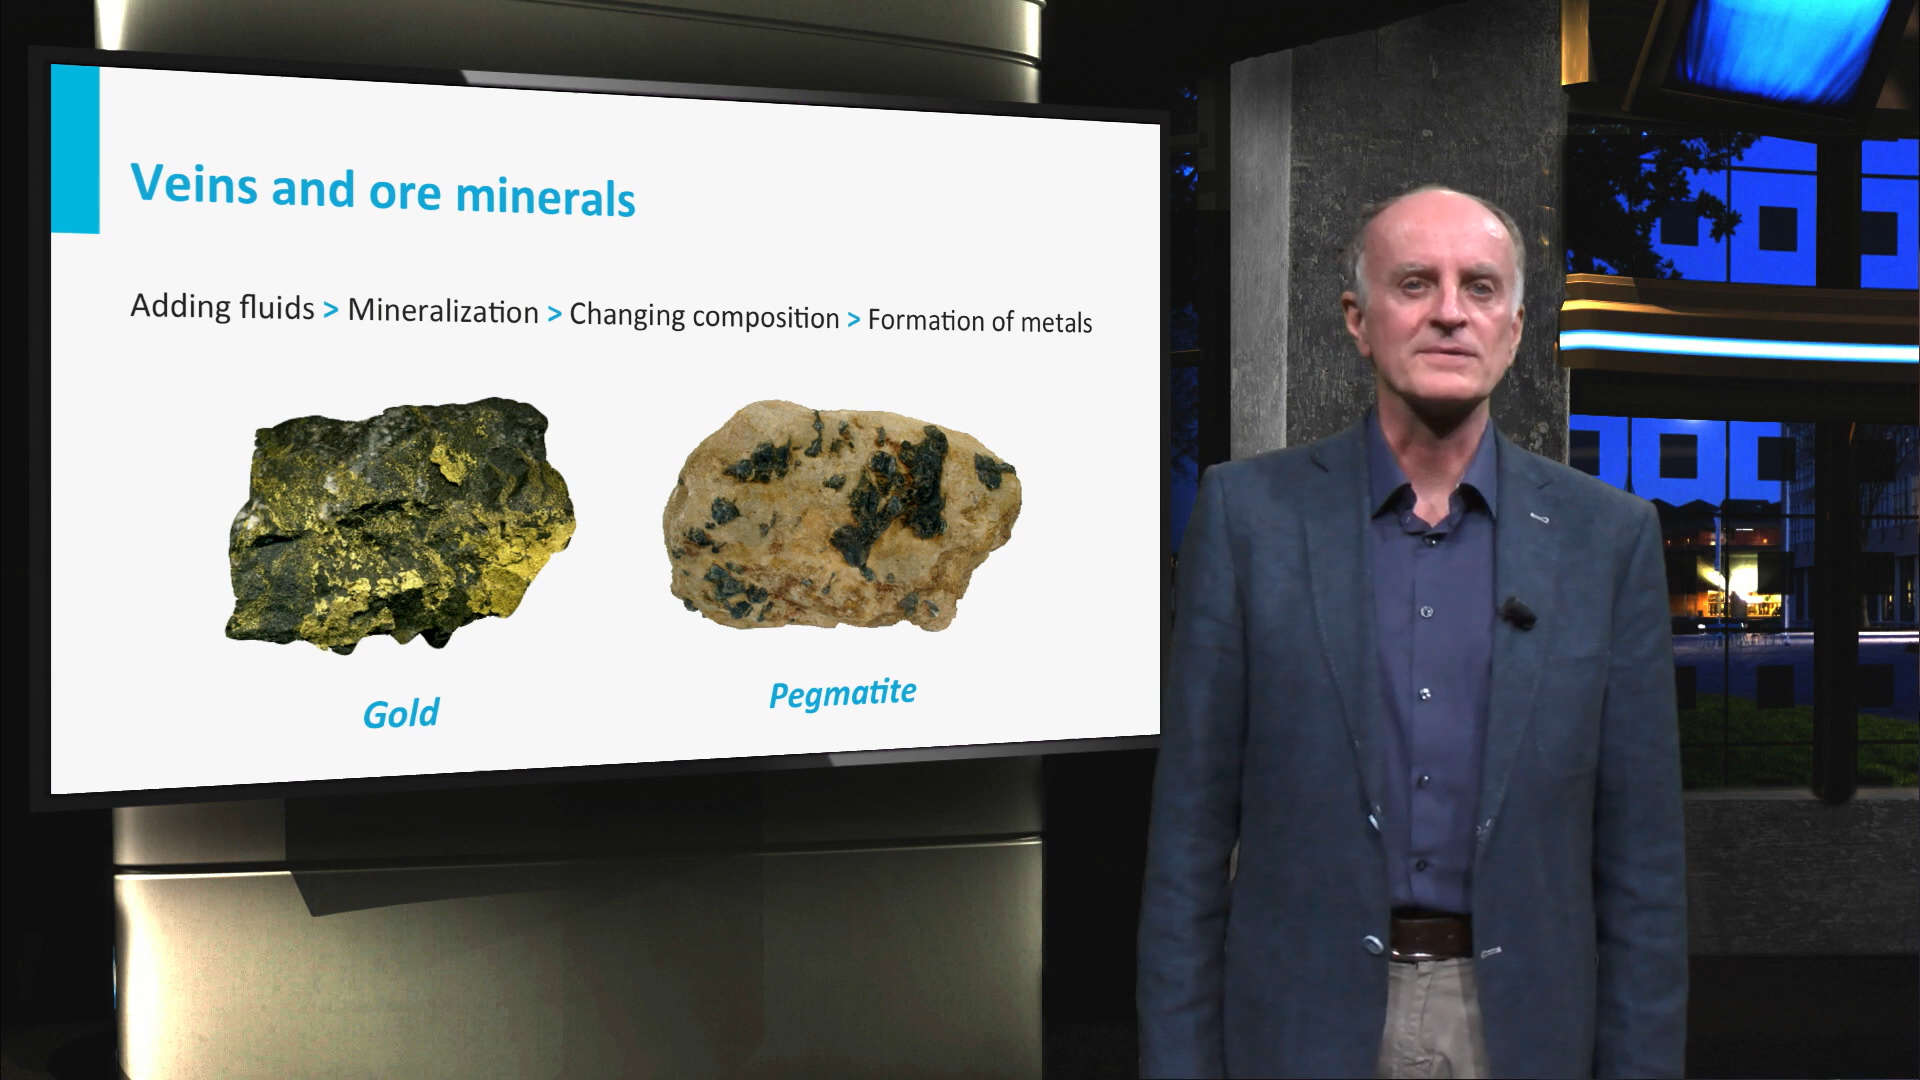 Veins and ore minerals
Adding fluids > Mineralization > Changing composition > Formation of metals
Gold
Pegmatite